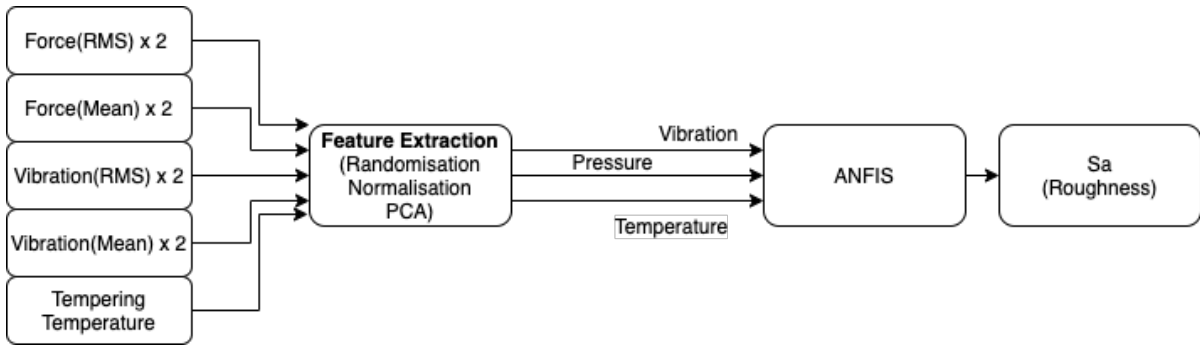 Force(RMS) x 2
Force(Mean) x 2
Vibration(RMS) x 2
Vibration(Mean) x 2
Tempering
Temperature
Feature Extraction
(Randomisation
Normalisation
PCA)
Vibration
Pressure
Temperature
ANFIS
Sa
(Roughness)